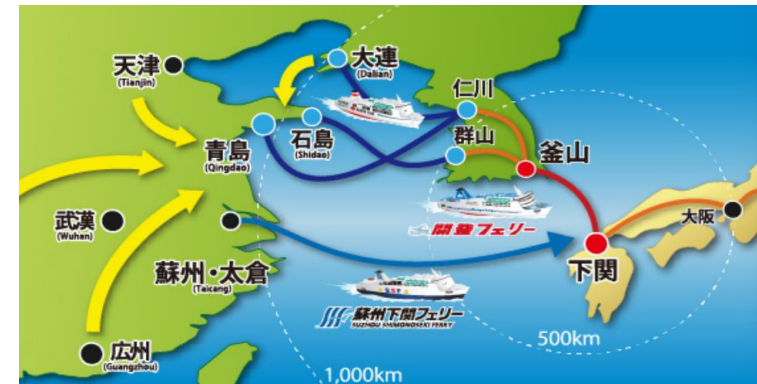 天津
(Tianjin)
大連
(Dalian)
仁川
青島
(Qingdao)
石島
(Shidao)
群山
釜山
武漢
(Wuhan)
蘇州・太倉
(Taicang)
関釜フェリー
大阪
下関
蘇州下関フェリー
SUZHOU SHIMONOSEKI FERRY
広州
(Guangzhou)
500km
1,000km